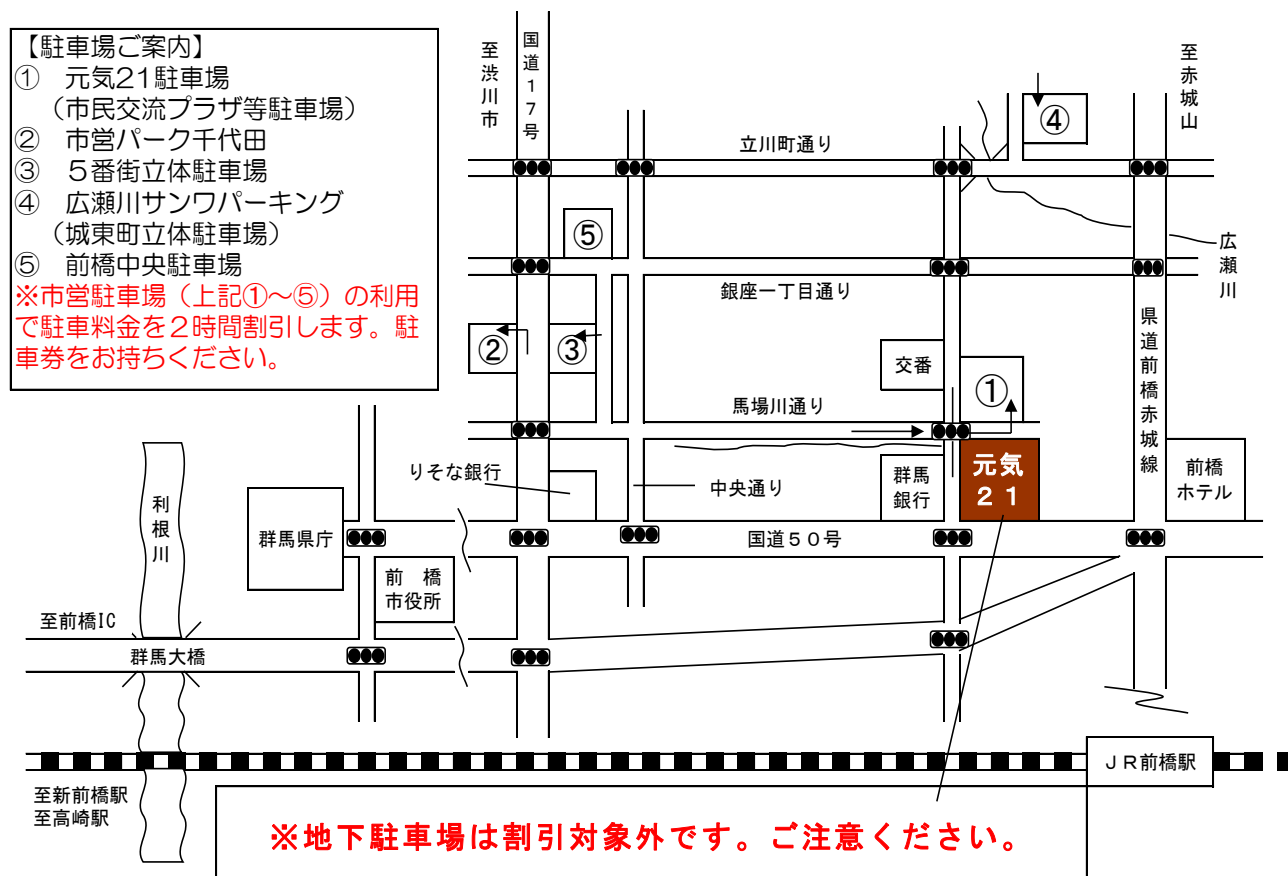 【駐車場ご案内】
① 元気21駐車場
（市民交流プラザ等駐車場）
② 市営パーク千代田
③ ５番街立体駐車場
④ 広瀬川サンワパーキング
（城東町立体駐車場）
⑤ 前橋中央駐車場
※市営駐車場（上記①～⑤）の利用
で駐車料金を２時間割引します。駐
車券をお持ちください。
至渋川市
国道１７号
至赤城山
④
立川町通り
⑤
広瀬川
銀座一丁目通り
②
③
交番
①
県道前橋赤城線
馬場川通り
りそな銀行
中央通り
群馬
銀行
元気
２１
前橋
ホテル
利根川
群馬県庁
国道５０号
前　橋
市役所
至前橋IC
群馬大橋
ＪＲ前橋駅
至新前橋駅
至高崎駅
※地下駐車場は割引対象外です。ご注意ください。